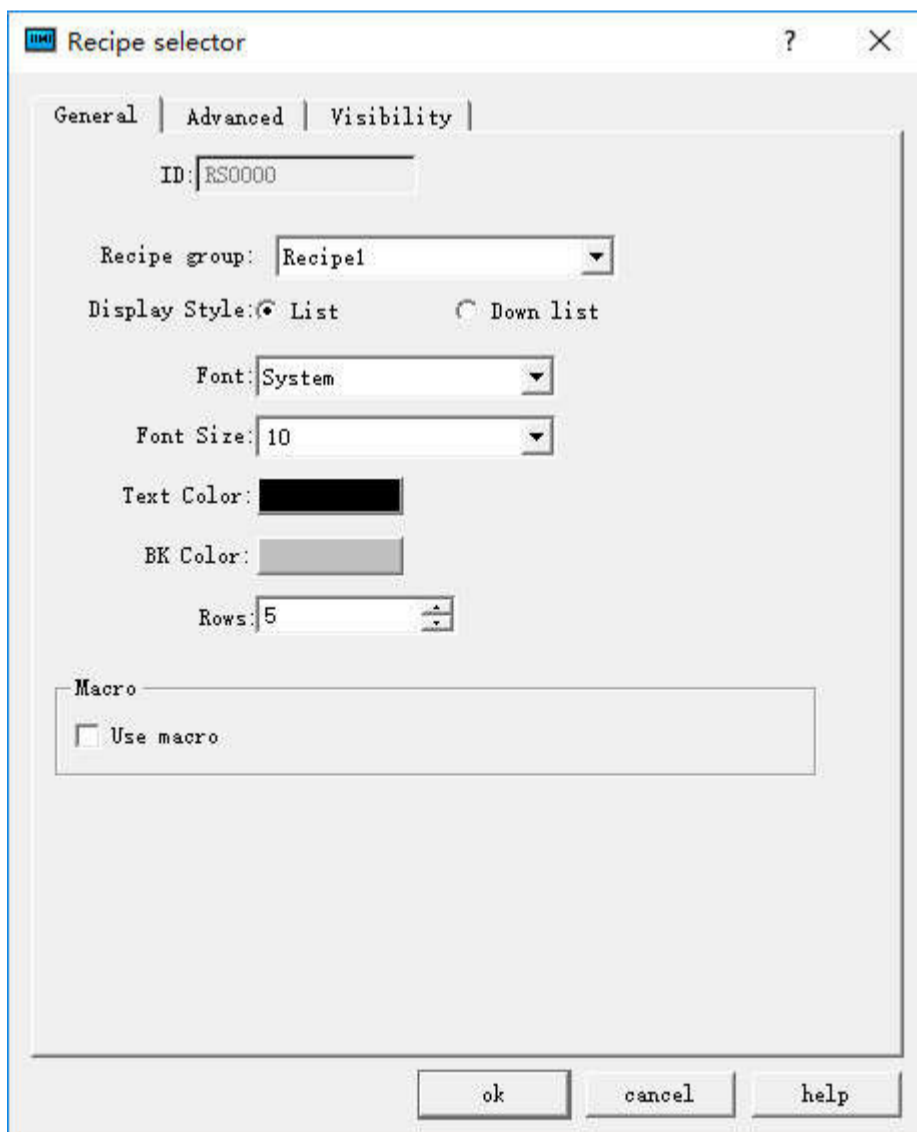 Recipe selector ?
General Advanced Visibility
ID: RS0000
Recipe group: Recipe1
Display Style: List Down list
Font: System
Font Size: 10
Text Color:
BK Color:
Rows: 5
Macro
Use macro
ok cancel help